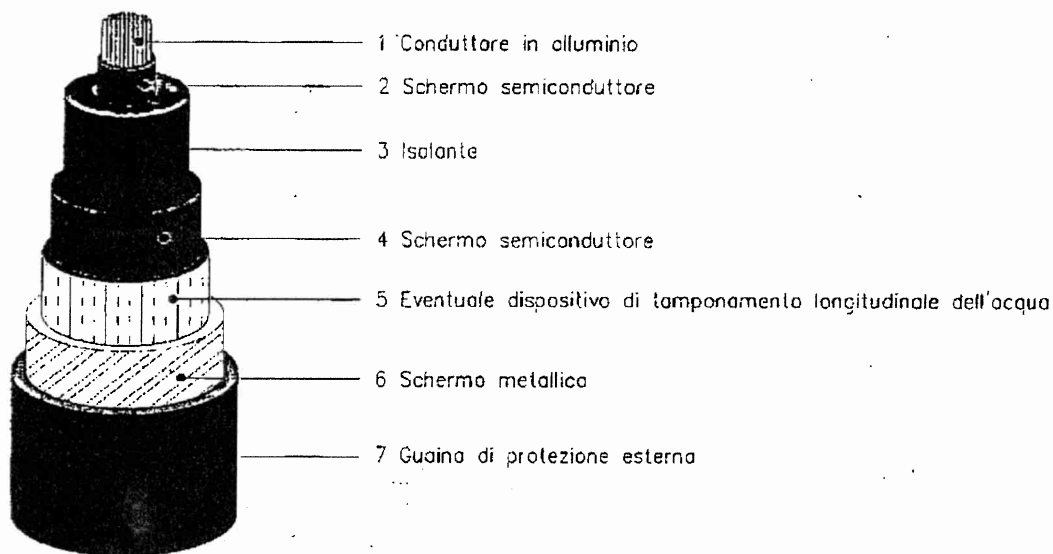 1 Conduttore in alluminio
2 Schermo semiconduttore
3 Isolante
4 Schermo semiconduttore
5 Eventuale dispositivo di tamponamento longitudinale dell'acqua
6 Schermo metallico
7 Guaina di protezione esterna